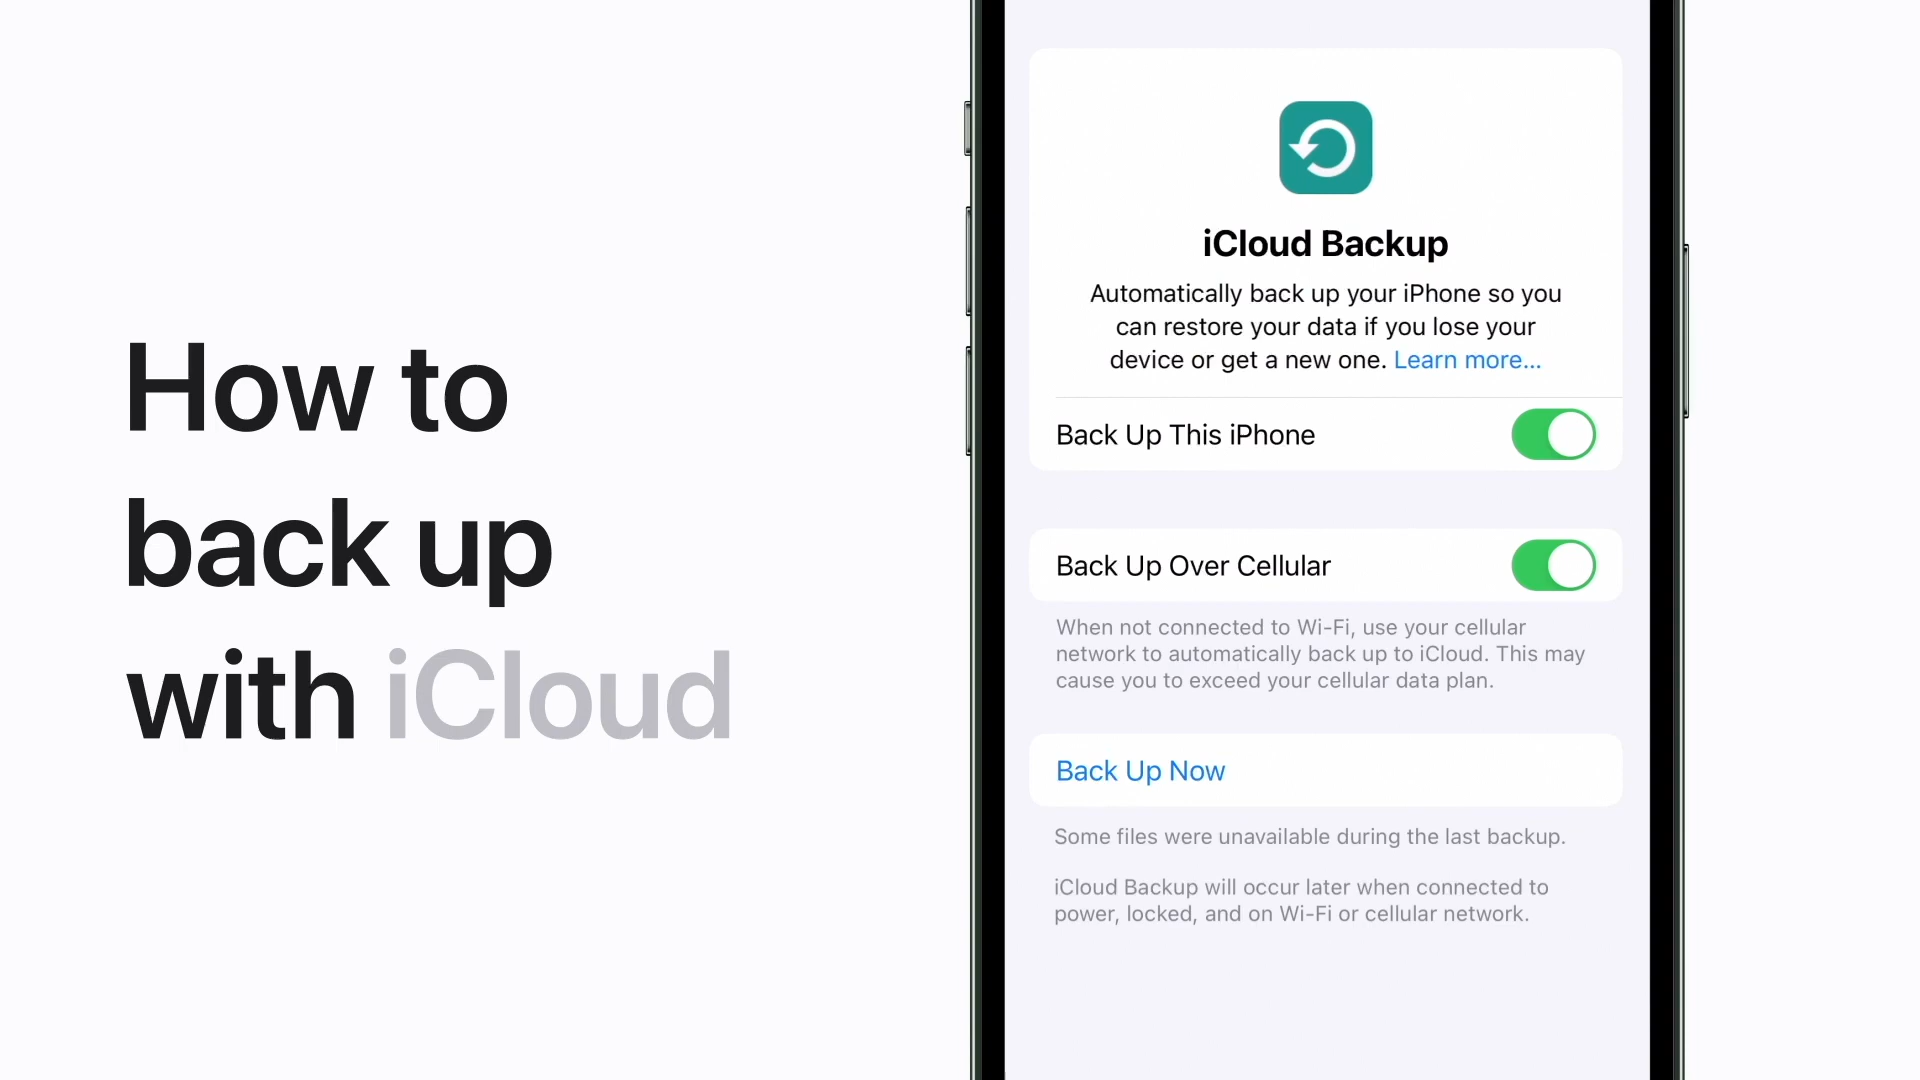 How to
back up
with iCloud
iCloud Backup
Automatically back up your iPhone so you
can restore your data if you lose your
device or get a new one. Learn more...
Back Up This iPhone
Back Up Over Cellular
When not connected to Wi-Fi, use your cellular
network to automatically back up to iCloud. This may
cause you to exceed your cellular data plan.
Back Up Now
Some files were unavailable during the last backup.
iCloud Backup will occur later when connected to
power, locked, and on Wi-Fi or cellular network.